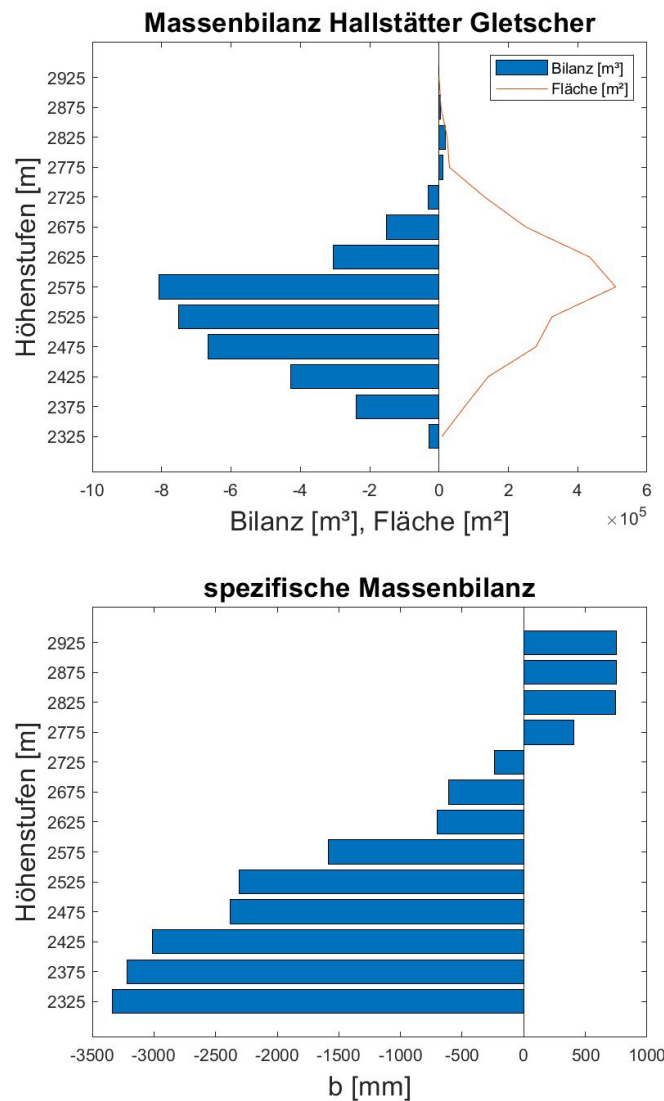 Massenbilanz Hallstätter Gletscher
Bilanz [m³]
Fläche [m²]
Höhenstufen [m]
2925
2875
2825
2775
2725
2675
2625
2575
2525
2475
2425
2375
2325
-10 -8 -6 -4 -2 0 2 4 6
×10⁵
Bilanz [m³], Fläche [m²]
spezifische Massenbilanz
Höhenstufen [m]
2925
2875
2825
2775
2725
2675
2625
2575
2525
2475
2425
2375
2325
-3500 -3000 -2500 -2000 -1500 -1000 -500 0 500 1000
b [mm]